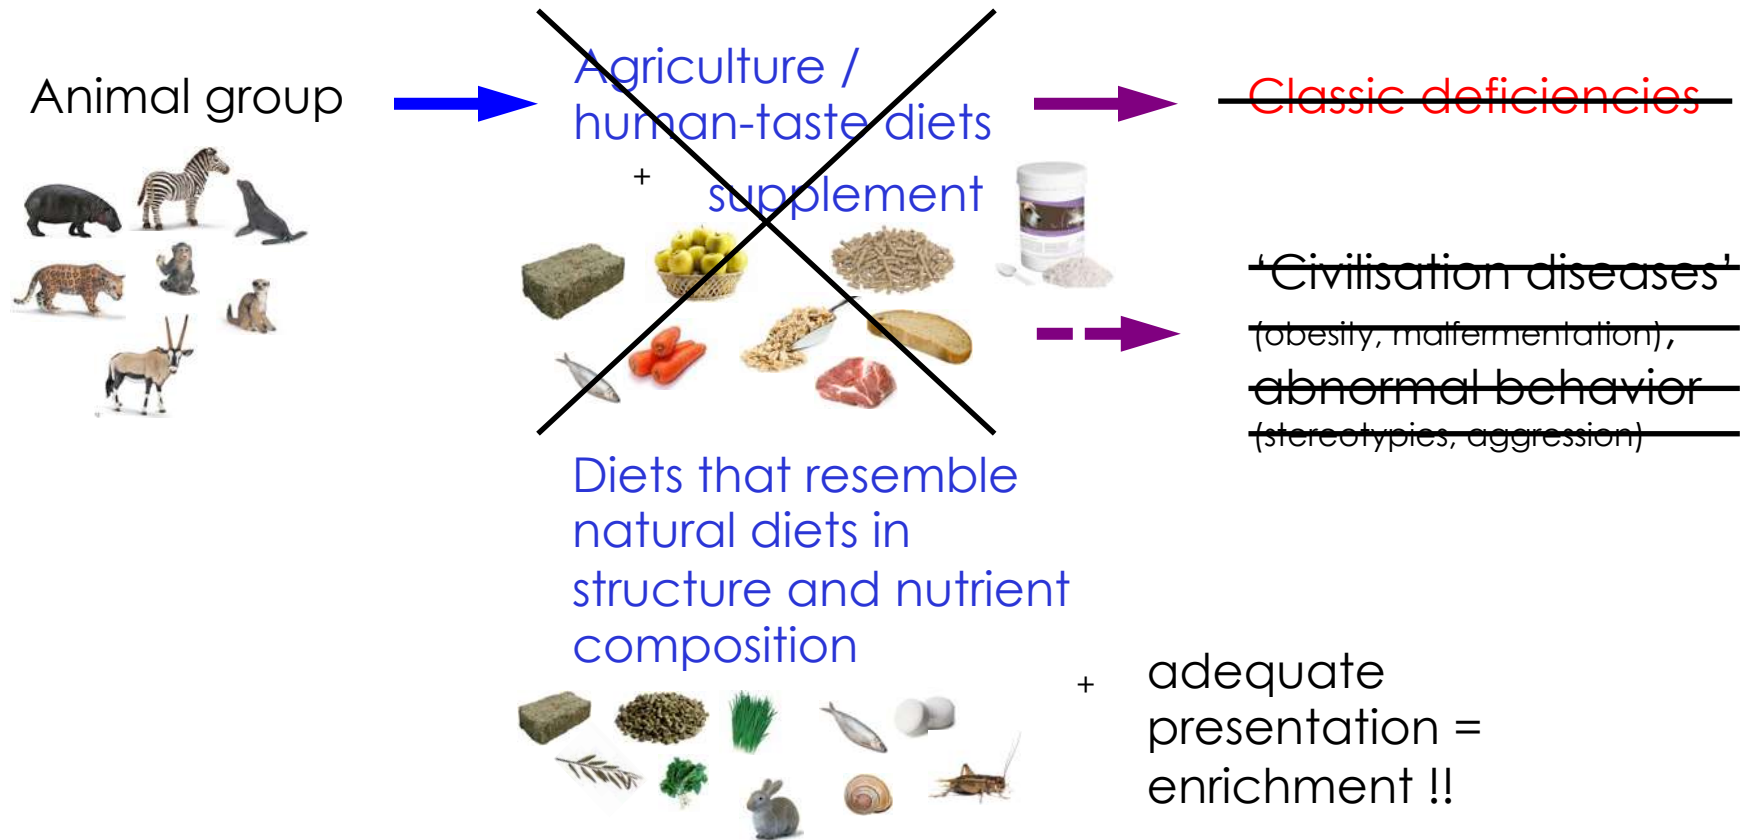 Animal group
Agriculture /
human-taste diets
+
supplement
Classic deficiencies
‘Civilisation diseases’
(obesity, malfermentation),
abnormal behavior
(stereotypies, aggression)
Diets that resemble
natural diets in
structure and nutrient
composition
+
adequate
presentation =
enrichment !!